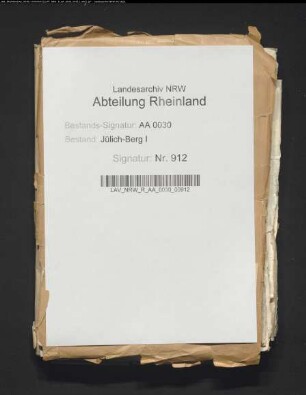 Landesarchiv NRW
Abteilung Rheinland
Bestands-Signatur: AA 0030
Bestand: Jülich-Berg I
Signatur: Nr. 912
LAV_NRW_R_AA_0030_00912